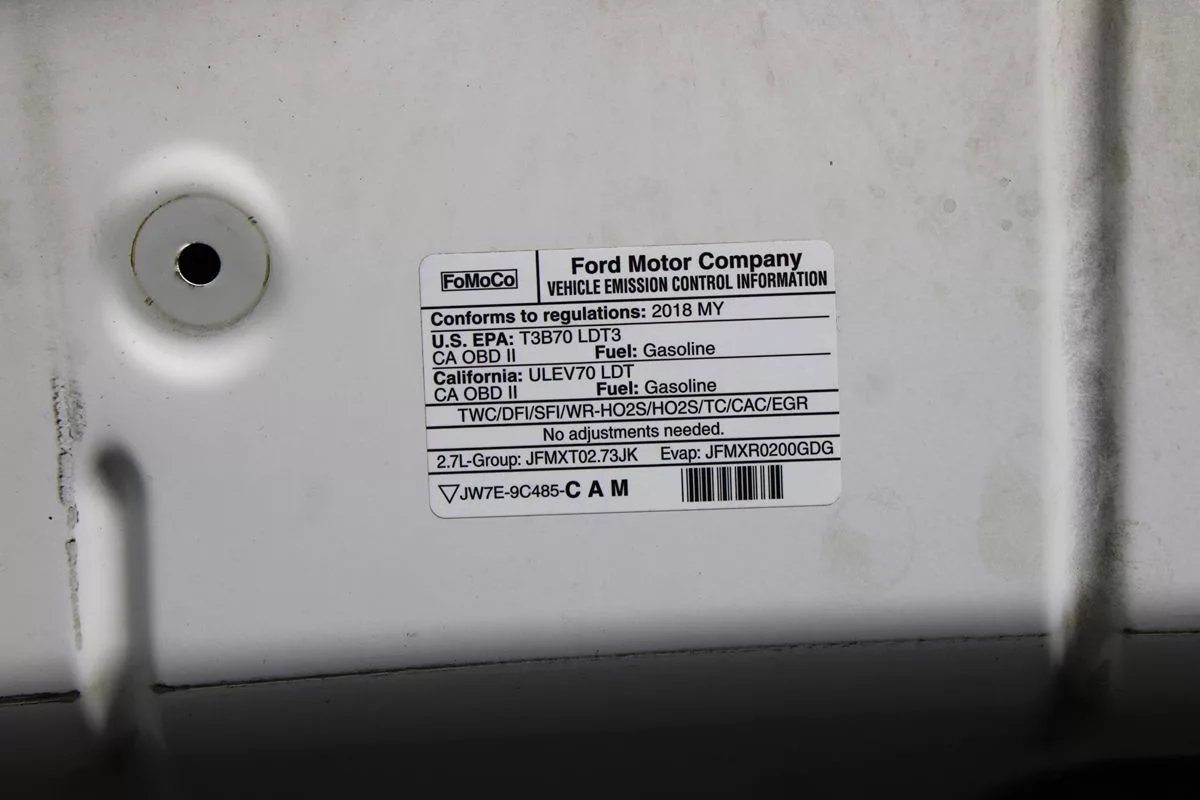 FoMoCo
Ford Motor Company
VEHICLE EMISSION CONTROL INFORMATION
Conforms to regulations: 2018 MY
U.S. EPA: T3B70 LDT3
CA OBD II Fuel: Gasoline
California: ULEV70 LDT
CA OBD II Fuel: Gasoline
TWC/DFI/SFI/WR-HO2S/HO2S/TC/CAC/EGR
No adjustments needed.
2.7L-Group: JFMXT02.73JK Evap: JFMXR0200GDG
▽JW7E-9C485-C A M